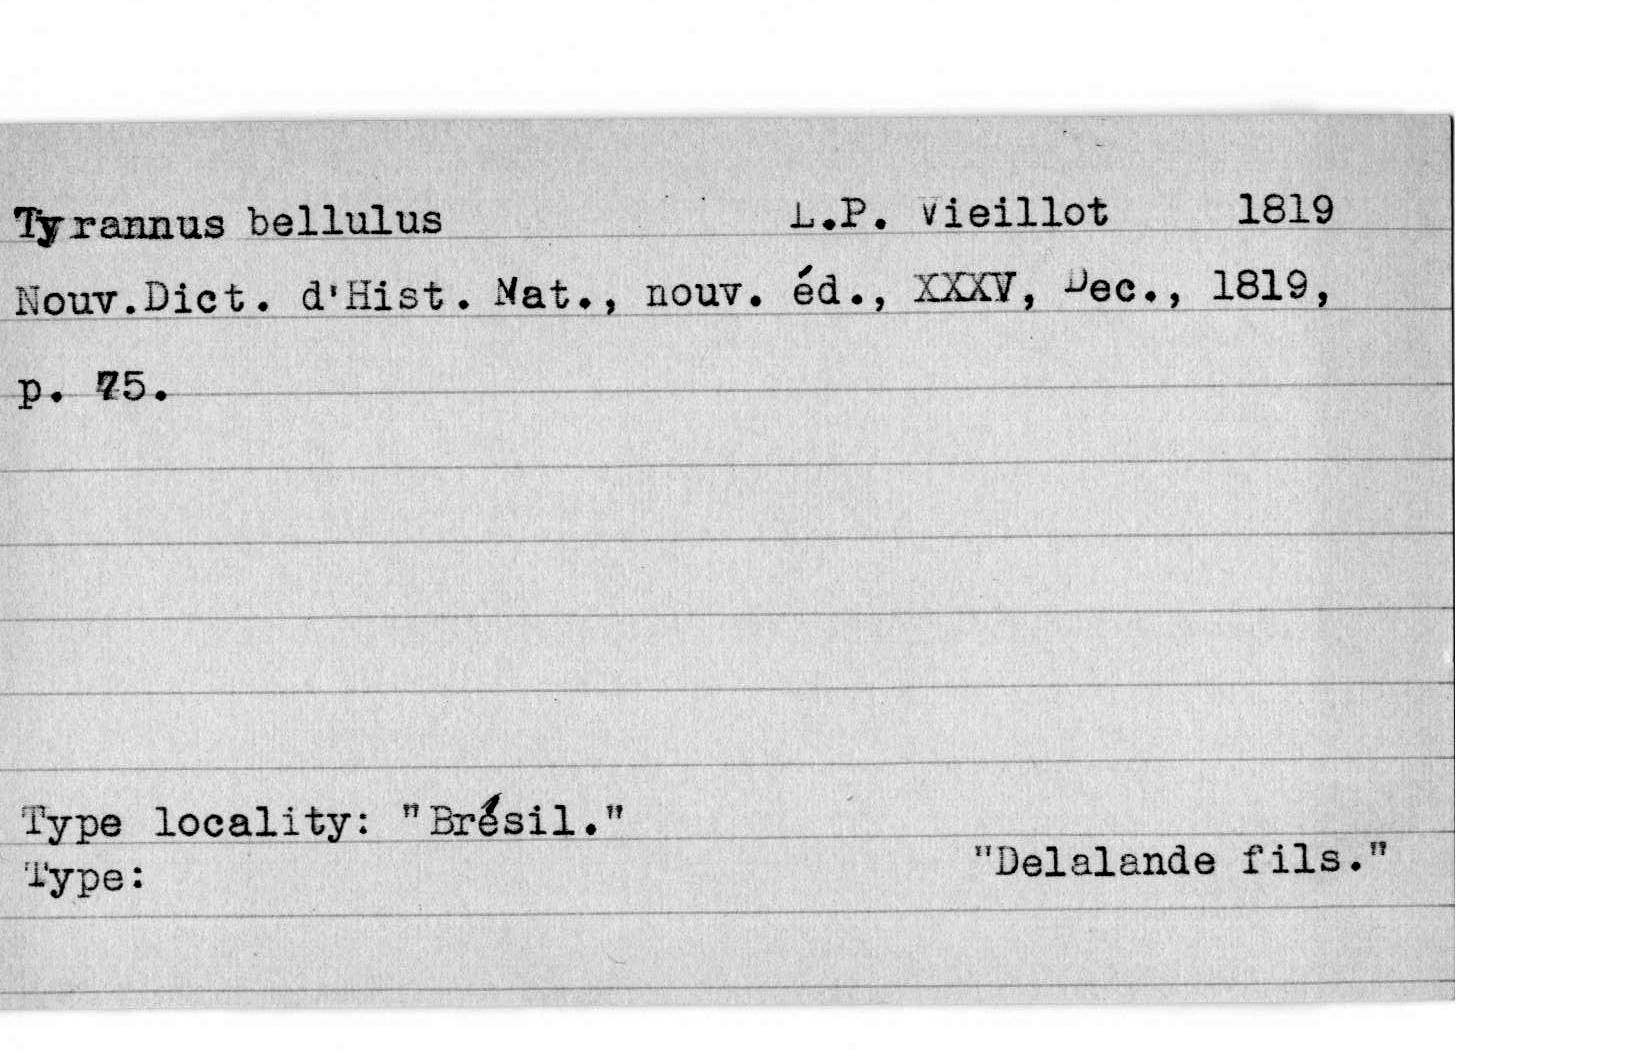 Tyrannus bellulus L.P. Vieillot 1819
Nouv.Dict. d'Hist. Nat., nouv. éd., XXXV, Dec., 1819,
p. 75.
Type locality: "Brésil."
Type: "Delalande fils."